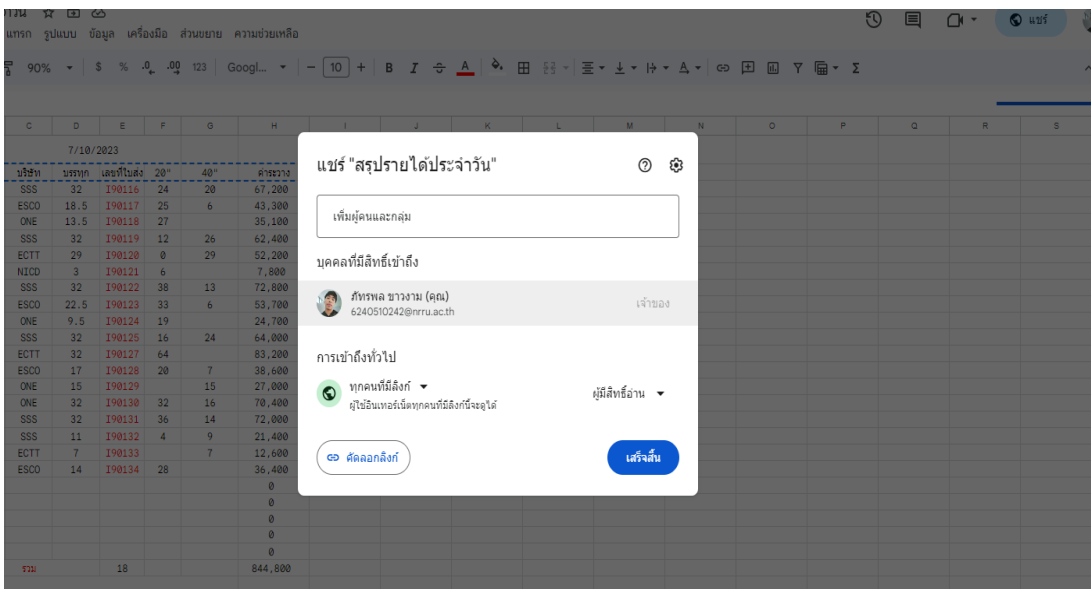 แทรก รูปแบบ ข้อมูล เครื่องมือ ส่วนขยาย ความช่วยเหลือ
แชร์
90% $ % .0 .00 123 Googl... − 10 + B I A A Σ
C D E F G H I J K L M N O P Q R S
7/10/2023
บริษัท บรรทุก เลขที่ใบสั่ง 20" 40" ค่าระวาง
SSS 32 I90116 24 20 67,200
ESCO 18.5 I90117 25 6 43,300
ONE 13.5 I90118 27 35,100
SSS 32 I90119 12 26 62,400
ECTT 29 I90120 0 29 52,200
NICD 3 I90121 6 7,800
SSS 32 I90122 38 13 72,800
ESCO 22.5 I90123 33 6 53,700
ONE 9.5 I90124 19 24,700
SSS 32 I90125 16 24 64,000
ECTT 32 I90127 64 83,200
ESCO 17 I90128 20 7 38,600
ONE 15 I90129 15 27,000
ONE 32 I90130 32 16 70,400
SSS 32 I90131 36 14 72,000
SSS 11 I90132 4 9 21,400
ECTT 7 I90133 7 12,600
ESCO 14 I90134 28 36,400
0
0
0
0
0
รวม 18 844,800
แชร์ "สรุปรายได้ประจำวัน"
เพิ่มผู้คนและกลุ่ม
บุคคลที่มีสิทธิ์เข้าถึง
ภัทรพล ขาวงาม (คุณ)
6240510242@nrru.ac.th
เจ้าของ
การเข้าถึงทั่วไป
ทุกคนที่มีลิงก์
ผู้ใช้อินเทอร์เน็ตทุกคนที่มีลิงก์นี้จะดูได้
ผู้มีสิทธิ์อ่าน
คัดลอกลิงก์
เสร็จสิ้น